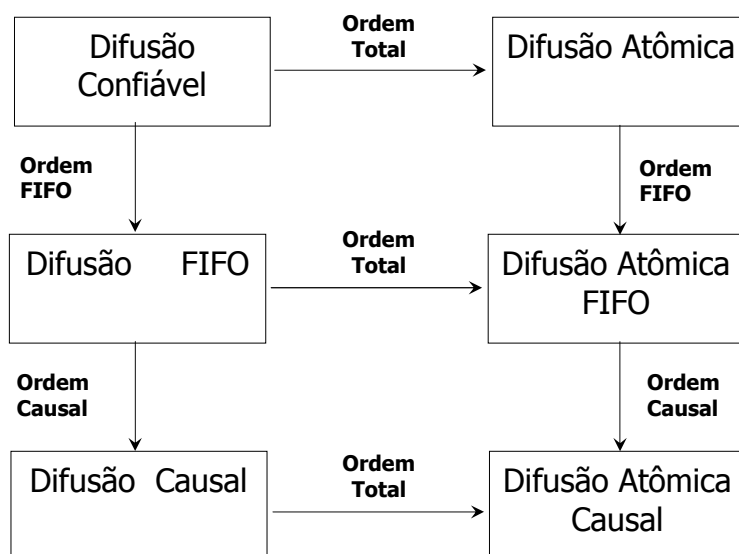 Difusão
Confiável
Ordem
Total
Difusão Atômica
Ordem
FIFO
Ordem
FIFO
Difusão FIFO
Ordem
Total
Difusão Atômica
FIFO
Ordem
Causal
Ordem
Causal
Difusão Causal
Ordem
Total
Difusão Atômica
Causal